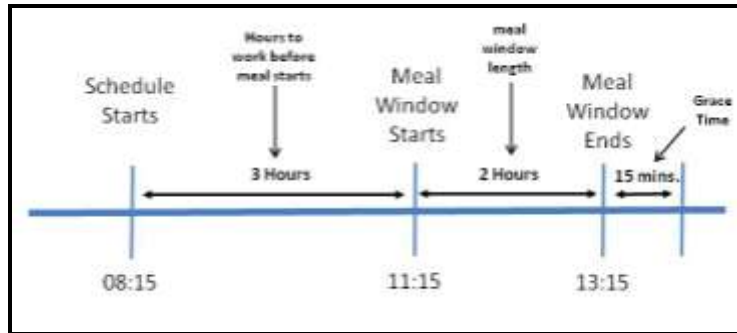 Hours to
work before
meal starts
meal
window
length
Schedule
Starts
Meal
Window
Starts
Meal
Window
Ends
Grace
Time
3 Hours
2 Hours
15 mins.
08:15
11:15
13:15